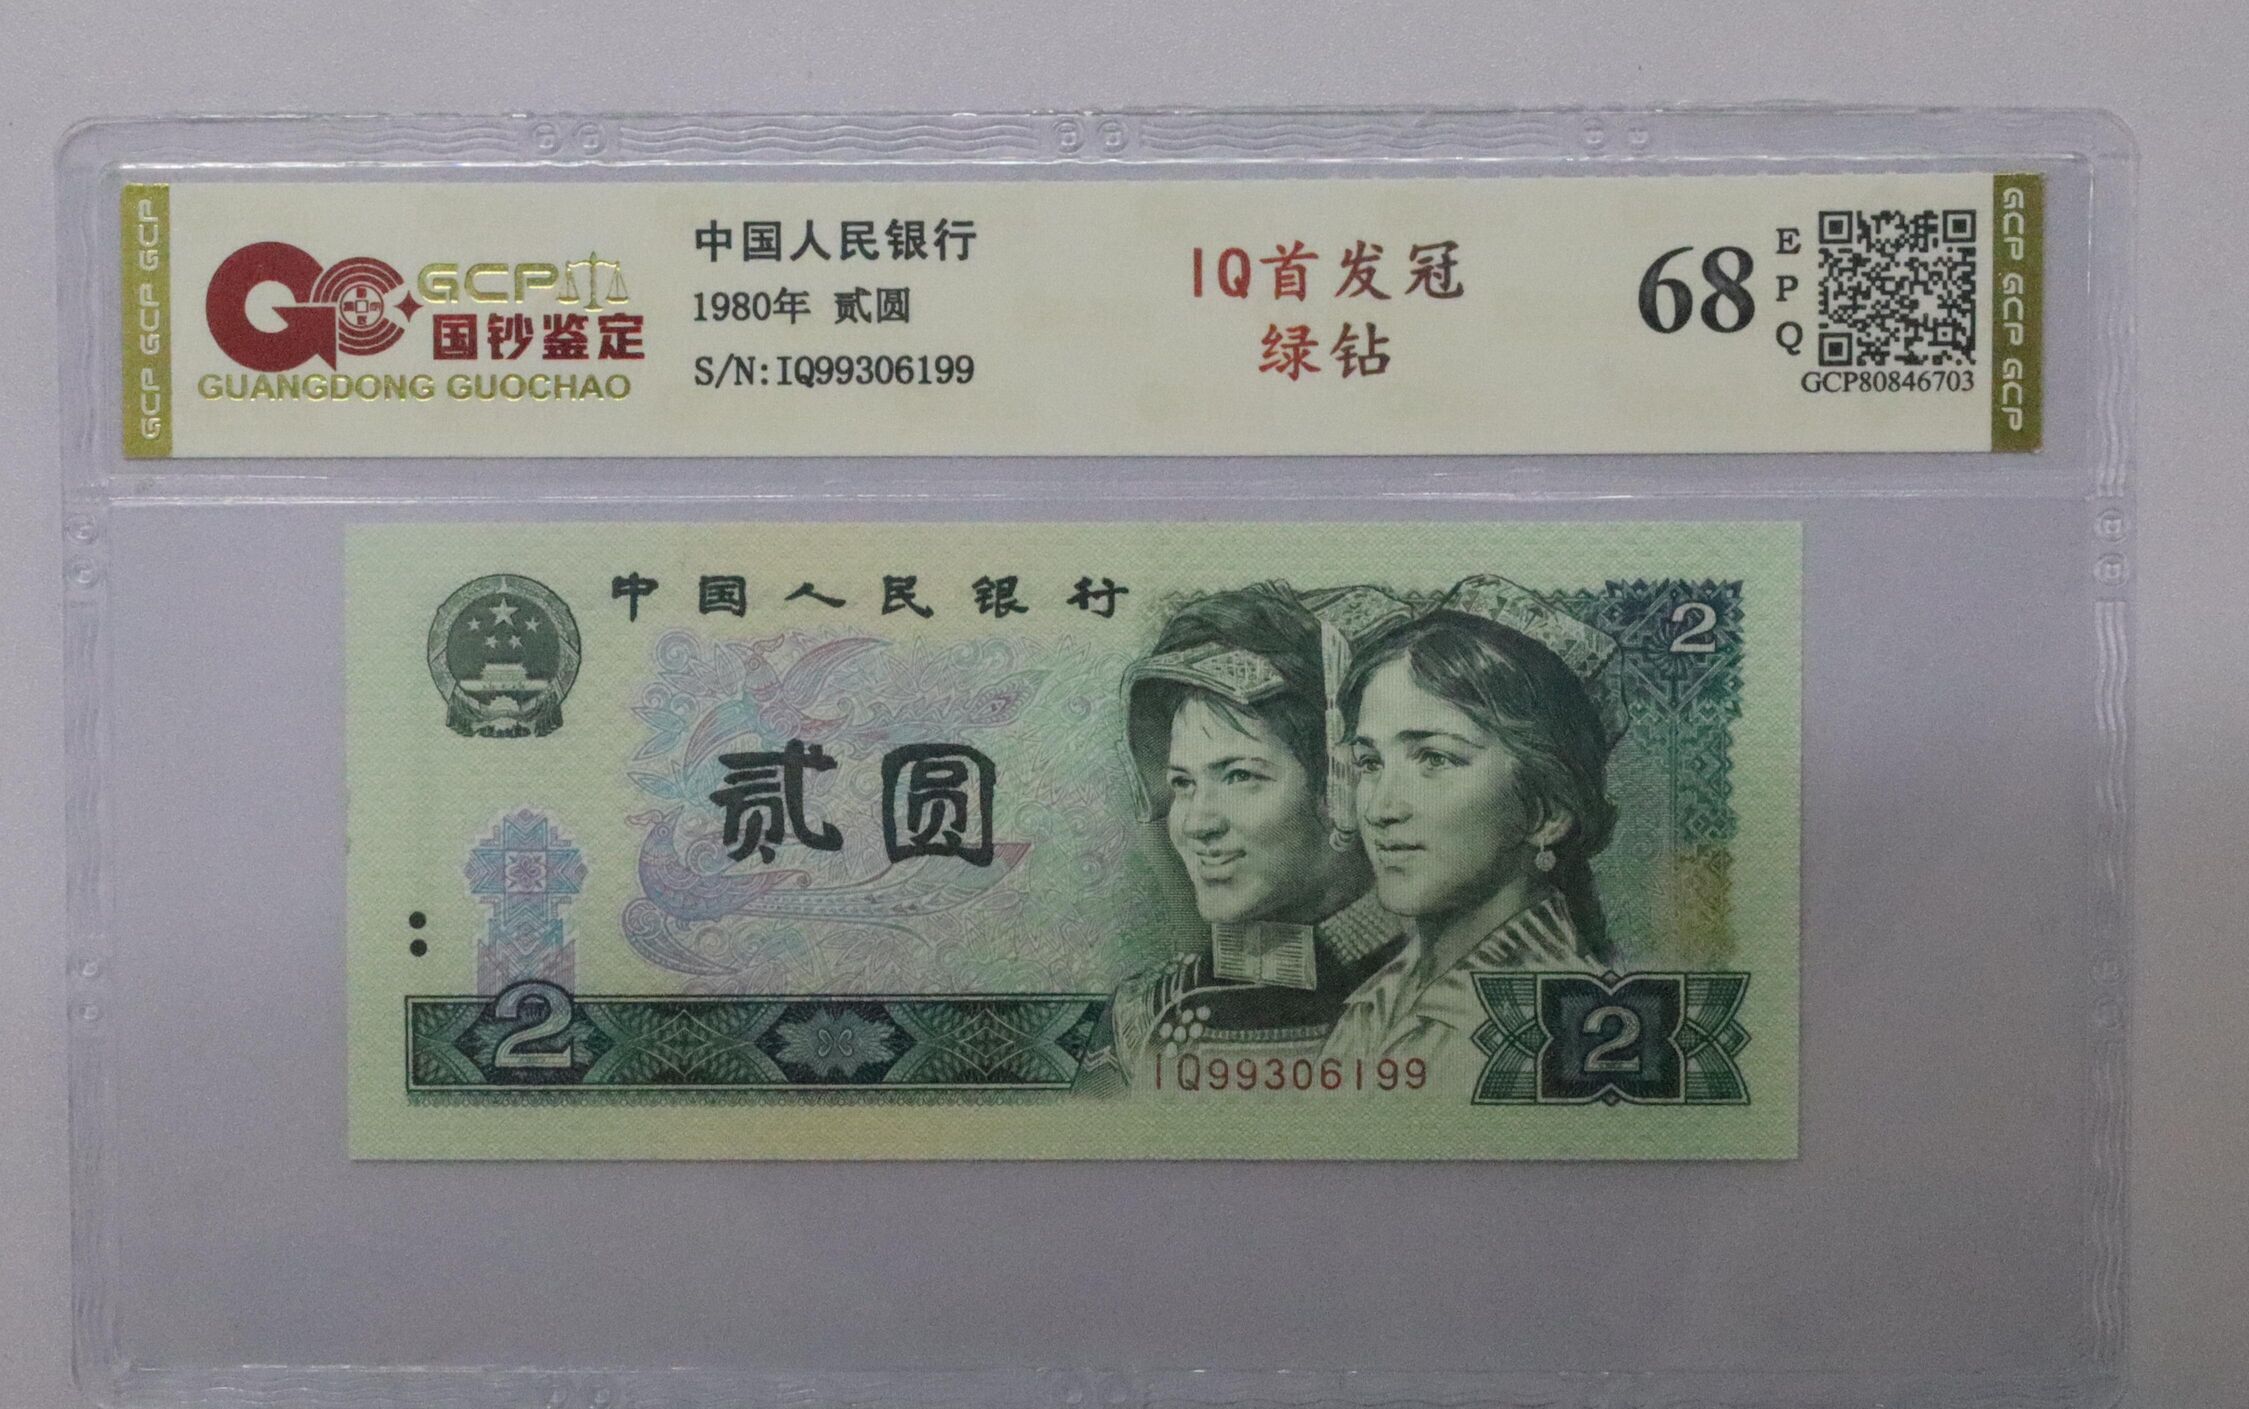 GCP GCP GCP
GCP
国钞鉴定
GUANGDONG GUOCHAO
中国人民银行
1980年 贰圆
S/N:IQ99306199
IQ首发冠
绿钻
68
EPQ
GCP80846703
GCP GCP GCP
中国人民银行
2
贰圆
2
2
IQ99306199